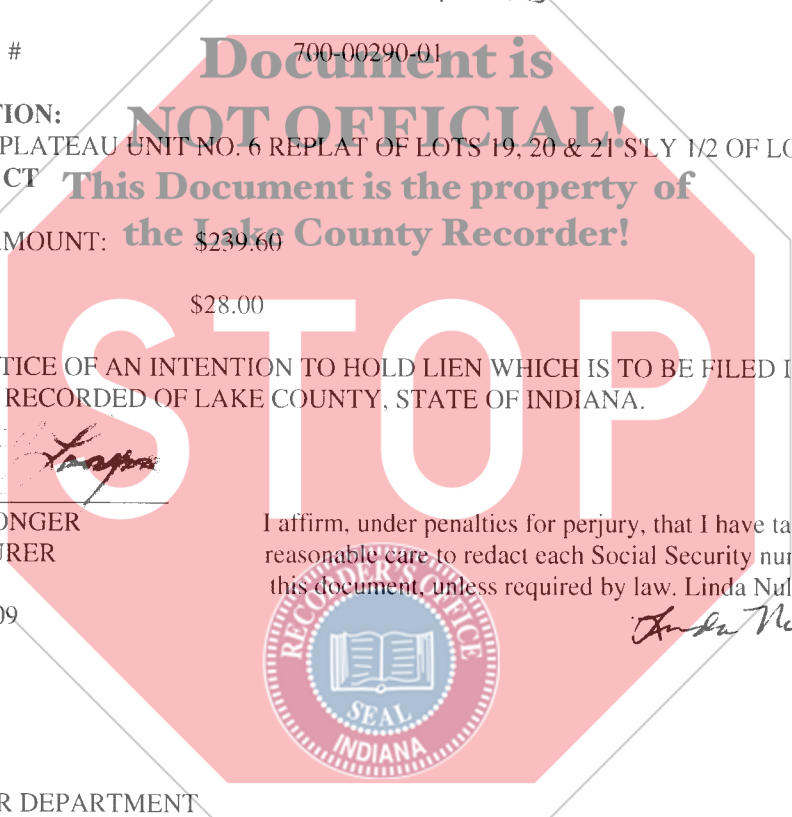 Document is
# 700-00290-01
TION:
NOT OFFICIAL!
PLATEAU UNIT NO. 6 REPLAT OF LOTS 19, 20 & 21 S'LY 1/2 OF LO
CT
This Document is the property of
the Lake County Recorder!
AMOUNT: $239.60
$28.00
STOP
TICE OF AN INTENTION TO HOLD LIEN WHICH IS TO BE FILED I
RECORDED OF LAKE COUNTY, STATE OF INDIANA.
ONGER
URER
I affirm, under penalties for perjury, that I have ta
reasonable care to redact each Social Security nur
this document, unless required by law. Linda Nul
09
Linda Nu
RECORDER'S OFFICE
SEAL
INDIANA
R DEPARTMENT